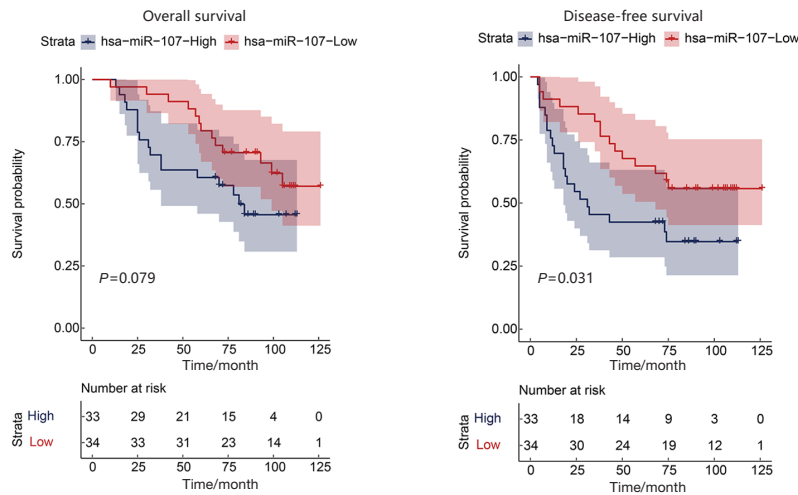 Overall survival
Strata hsa-miR-107-High hsa-miR-107-Low
Survival probability
1.00
0.75
0.50
0.25
0.00
P=0.079
0 25 50 75 100 125
Time/month
Number at risk
Strata
High 33 29 21 15 4 0
Low 34 33 31 23 14 1
0 25 50 75 100 125
Time/month
Disease-free survival
Strata hsa-miR-107-High hsa-miR-107-Low
Survival probability
1.00
0.75
0.50
0.25
0.00
P=0.031
0 25 50 75 100 125
Time/month
Number at risk
Strata
High 33 18 14 9 3 0
Low 34 30 24 19 12 1
0 25 50 75 100 125
Time/month